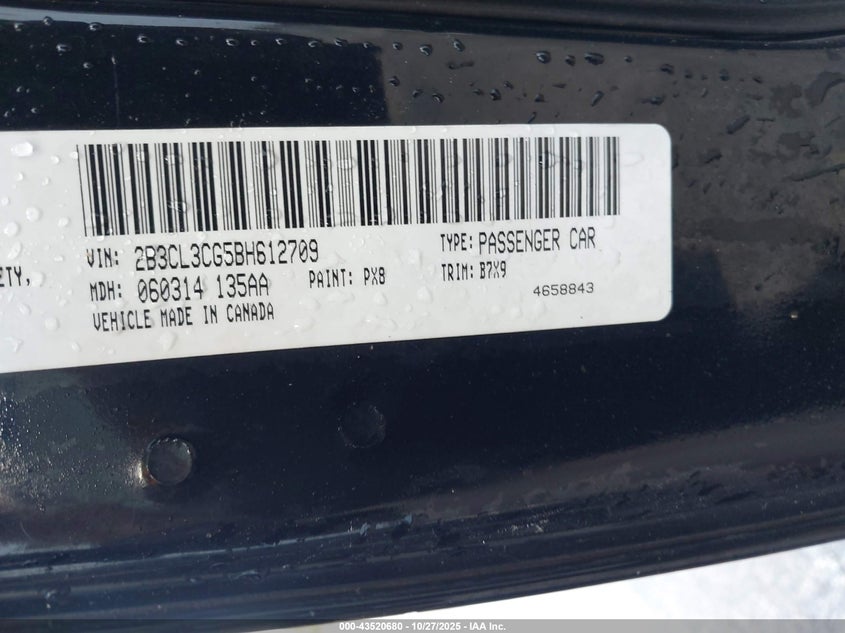 ETY,
VIN: 2B3CL3CG5BH612709
TYPE: PASSENGER CAR
MDH: 060314 135AA
PAINT: PX8
TRIM: B7X9
VEHICLE MADE IN CANADA
4658843
000-43520680 - 10/27/2025 - IAA Inc.